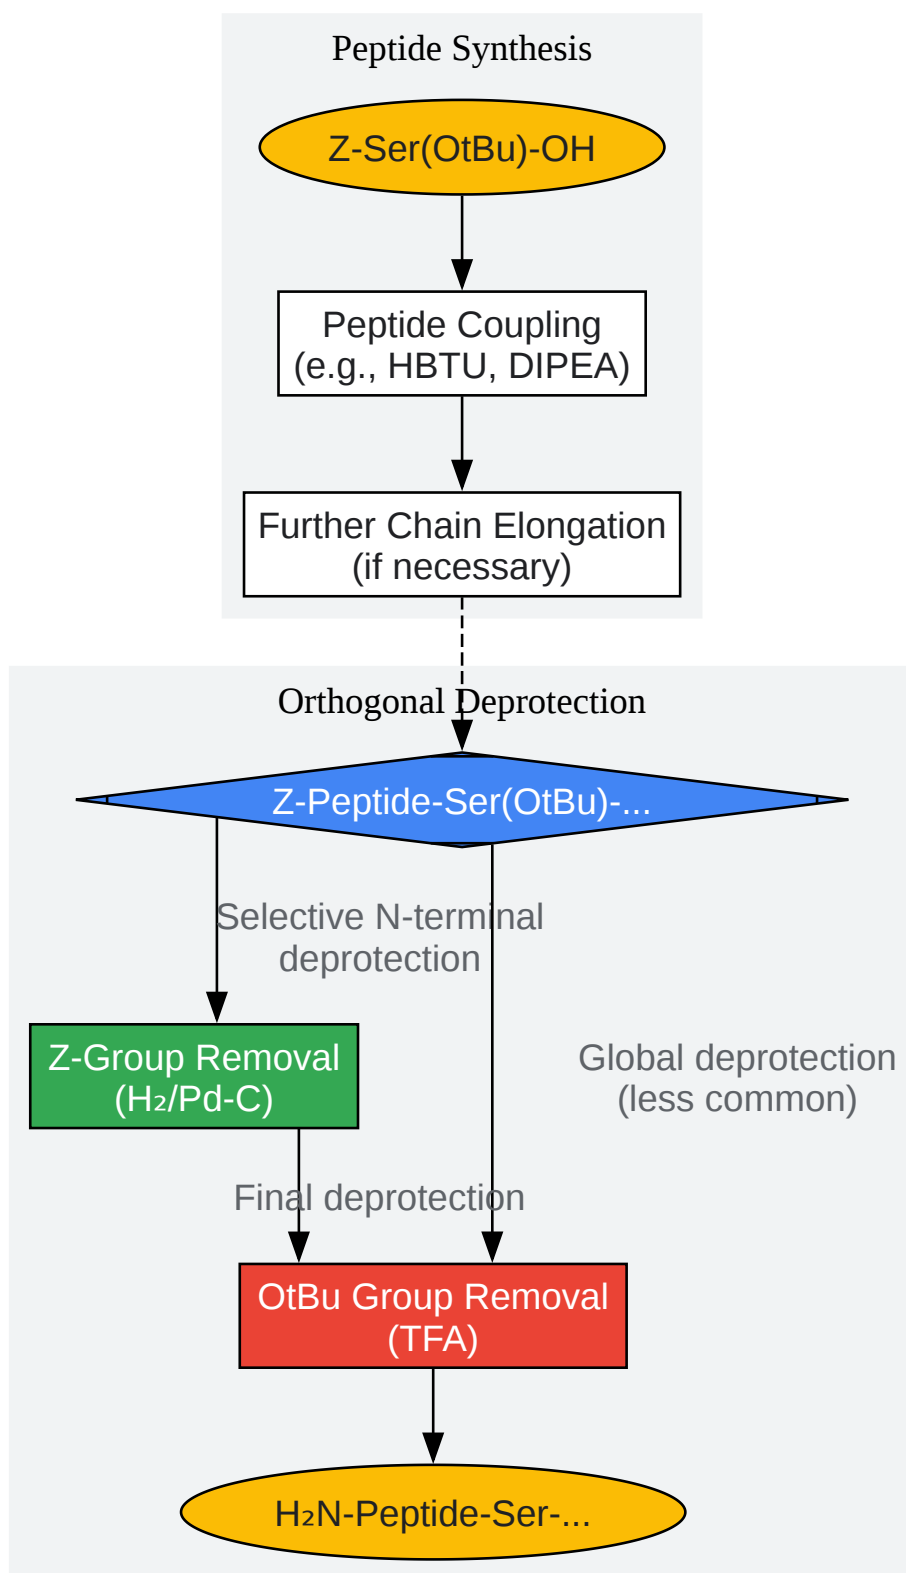 Peptide Synthesis
Z-Ser(OtBu)-OH
Peptide Coupling
(e.g., HBTU, DIPEA)
Further Chain Elongation
(if necessary)
Orthogonal Deprotection
Z-Peptide-Ser(OtBu)-...
Selective N-terminal
deprotection
Z-Group Removal
(H₂/Pd-C)
Global deprotection
(less common)
Final deprotection
OtBu Group Removal
(TFA)
H₂N-Peptide-Ser-...